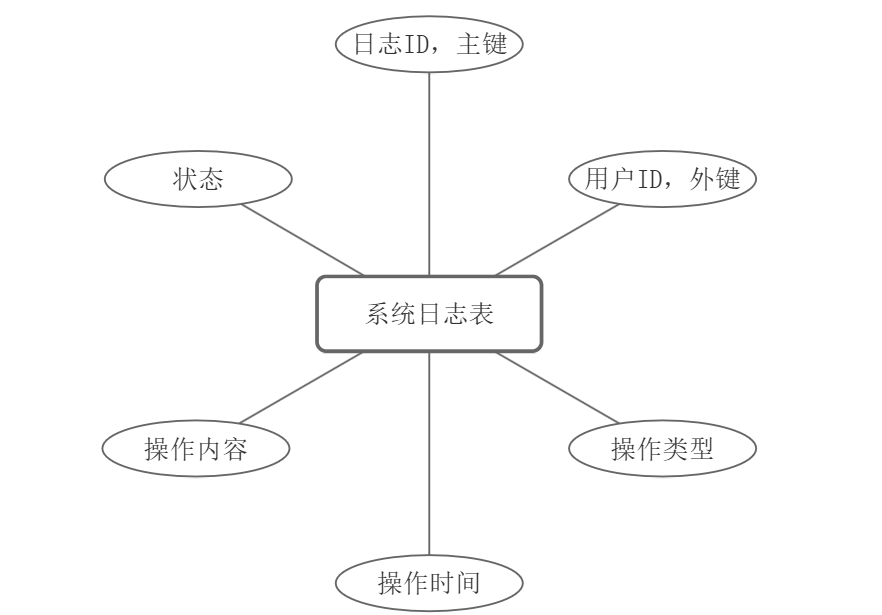 日志ID，主键
状态
用户ID，外键
系统日志表
操作内容
操作类型
操作时间